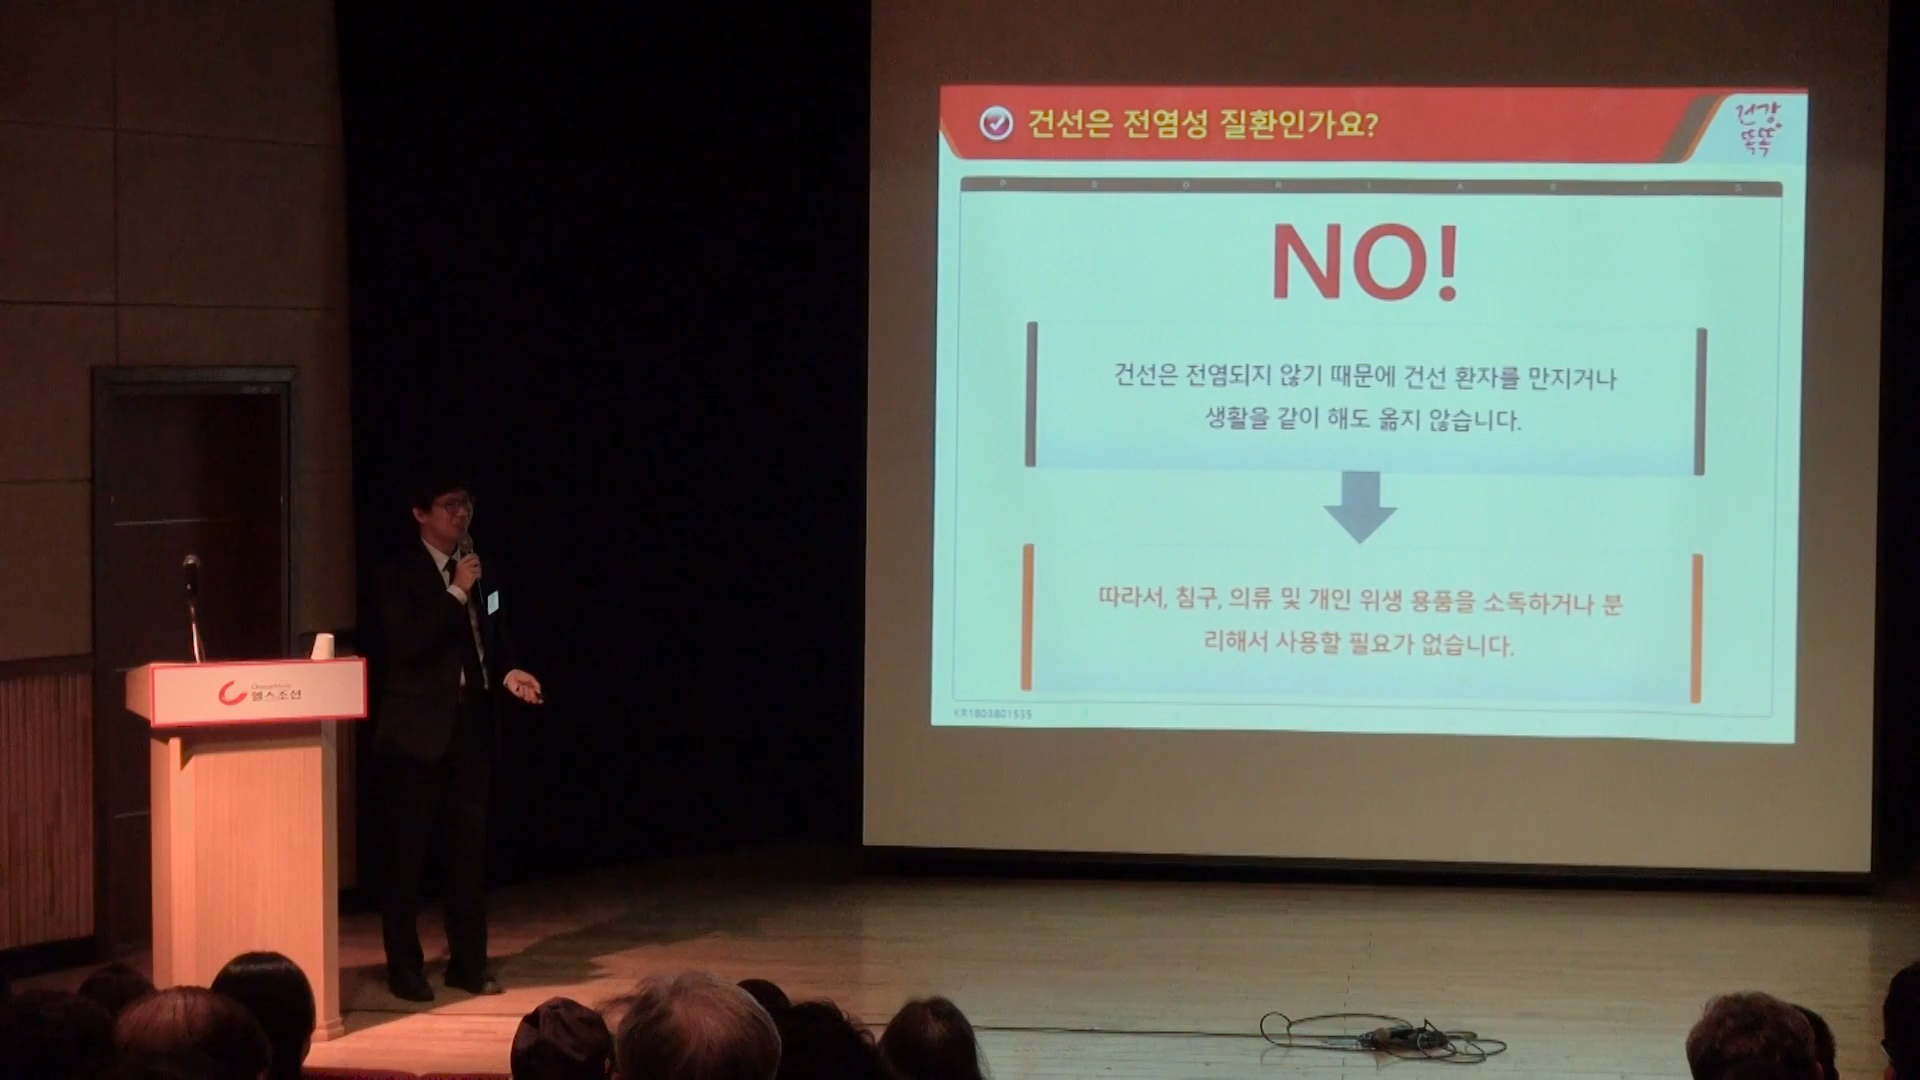 건선은 전염성 질환인가요?
건강
똑똑
P S O R I A S I S
NO!
건선은 전염되지 않기 때문에 건선 환자를 만지거나
생활을 같이 해도 옮지 않습니다.
따라서, 침구, 의류 및 개인 위생 용품을 소독하거나 분
리해서 사용할 필요가 없습니다.
KR1803801535
헬스조선